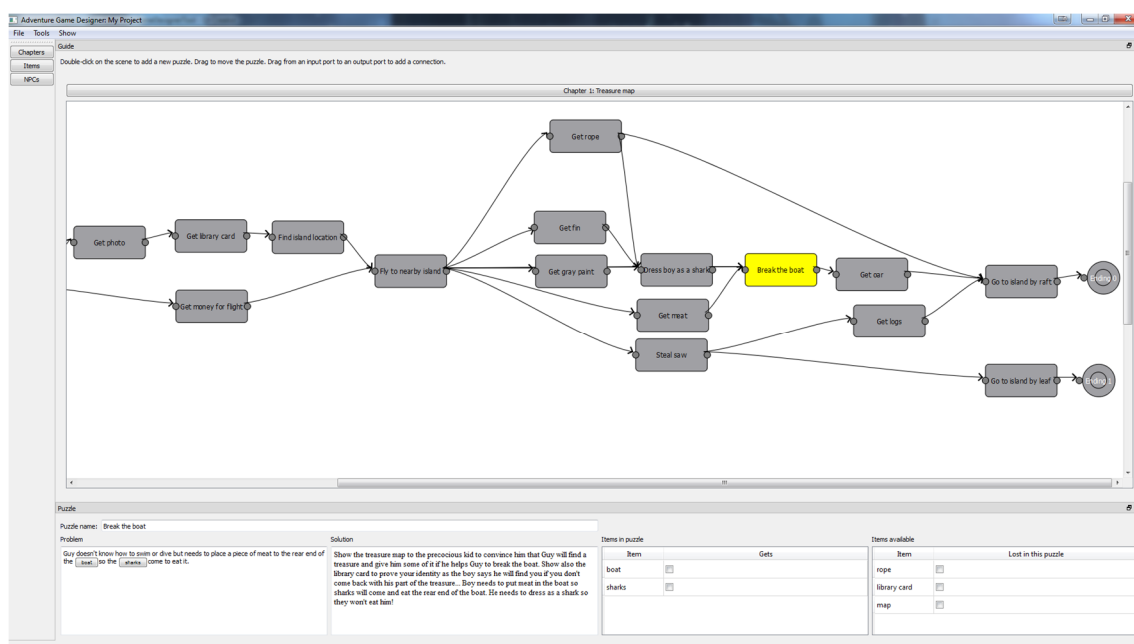 Adventure Game Designer: My Project
File Tools Show
Chapters
Items
NPCs
Guide
Double-click on the scene to add a new puzzle. Drag to move the puzzle. Drag from an input port to an output port to add a connection.
Chapter 1: Treasure map
Get rope
Get photo
Get library card
Find island location
Get fin
Fly to nearby island
Get gray paint
Dress boy as a shark
Break the boat
Get oar
Go to island by raft
Ending 0
Get money for flight
Get meat
Get logs
Steal saw
Go to island by leaf
Ending 1
Puzzle
Puzzle name: Break the boat
Problem
Guy doesn't know how to swim or dive but needs to place a piece of meat to the rear end of
the boat so the sharks come to eat it.
Solution
Show the treasure map to the precocious kid to convince him that Guy will find a
treasure and give him some of it if he helps Guy to break the boat. Show also the
library card to prove your identity as the boy says he will find you if you don't
come back with his part of the treasure... Boy needs to put meat in the boat so
sharks will come and eat the rear end of the boat. He needs to dress as a shark so
they won't eat him!
Items in puzzle
Item Gets
boat
sharks
Items available
Item Lost in this puzzle
rope
library card
map